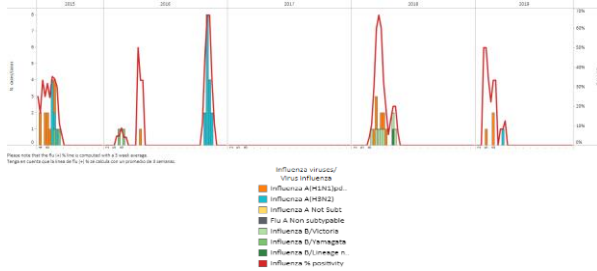 2015 2016 2017 2018 2019
8 70%
7 60%
6 50%
5 40%
4 30%
3 20%
2 10%
1 0%
0
Please note that the flu (+) % line is computed with a 3 week average.
Tenga en cuenta que la línea de flu (+) % se calcula con un promedio de 3 semanas.
Influenza viruses/
Virus Influenza
Influenza A(H1N1)pd..
Influenza A(H3N2)
Influenza A Not Subt
Flu A Non subtypable
Influenza B/Victoria
Influenza B/Yamagata
Influenza B/Lineage n..
Influenza % positivity